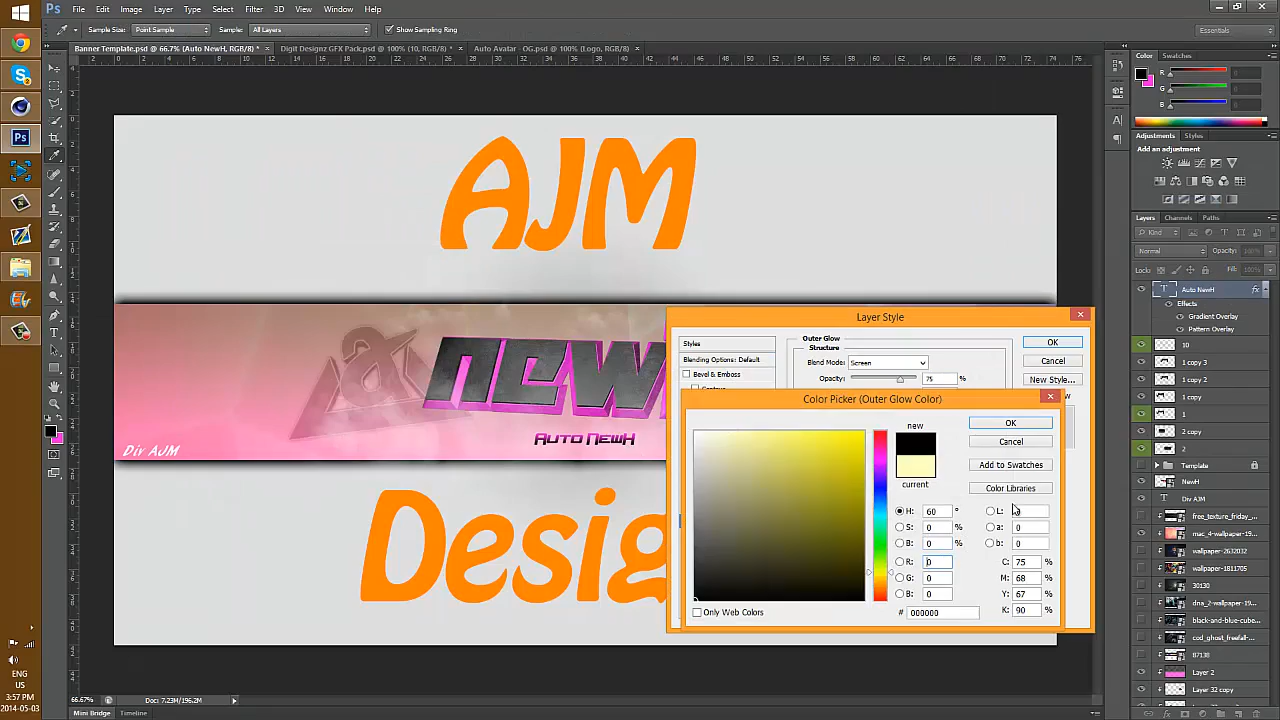 Ps File Edit Image Layer Type Select Filter 3D View Window Help
Sample Size: Point Sample Sample: All Layers Show Sampling Ring Essentials
Banner Template.psd @ 66.7% (Auto NewH, RGB/8) * Digit Designz GFX Pack.psd @ 100% (10, RGB/8) * Auto Avatar - OG.psd @ 100% (Logo, RGB/8)
Color Swatches
R
G
B
Adjustments Styles
Add an adjustment
Layers Channels Paths
Kind
Normal Opacity: 100%
Lock: Fill: 100%
Auto NewH fx
Effects
Gradient Overlay
Pattern Overlay
10
1 copy 3
1 copy 2
1 copy
1
2 copy
2
Template
NewH
Div AJM
free_texture_friday_...
mac_4-wallpaper-19...
wallpaper-2632032
wallpaper-1811705
30:30
dna_2-wallpaper-19...
black-and-blue-cube...
cod_ghost_freefall-...
87138
Layer 2
Layer 32 copy
AJM
Auto NewH
Div AJM
Layer Style
Styles
Blending Options: Default
Bevel & Emboss
Outer Glow
Structure
Blend Mode: Screen
Opacity: 75 %
OK
Cancel
New Style...
Color Picker (Outer Glow Color)
new
current
OK
Cancel
Add to Swatches
Color Libraries
H: 60 °
S: 0 %
B: 0 %
R: 0
G: 0
B: 0
L:
a: 0
b: 0
C: 75 %
M: 68 %
Y: 67 %
K: 90 %
# 000000
Only Web Colors
66.67% Doc: 7.23M/196.2M
Mini Bridge Timeline
ENG
US
3:57 PM
2014-05-03